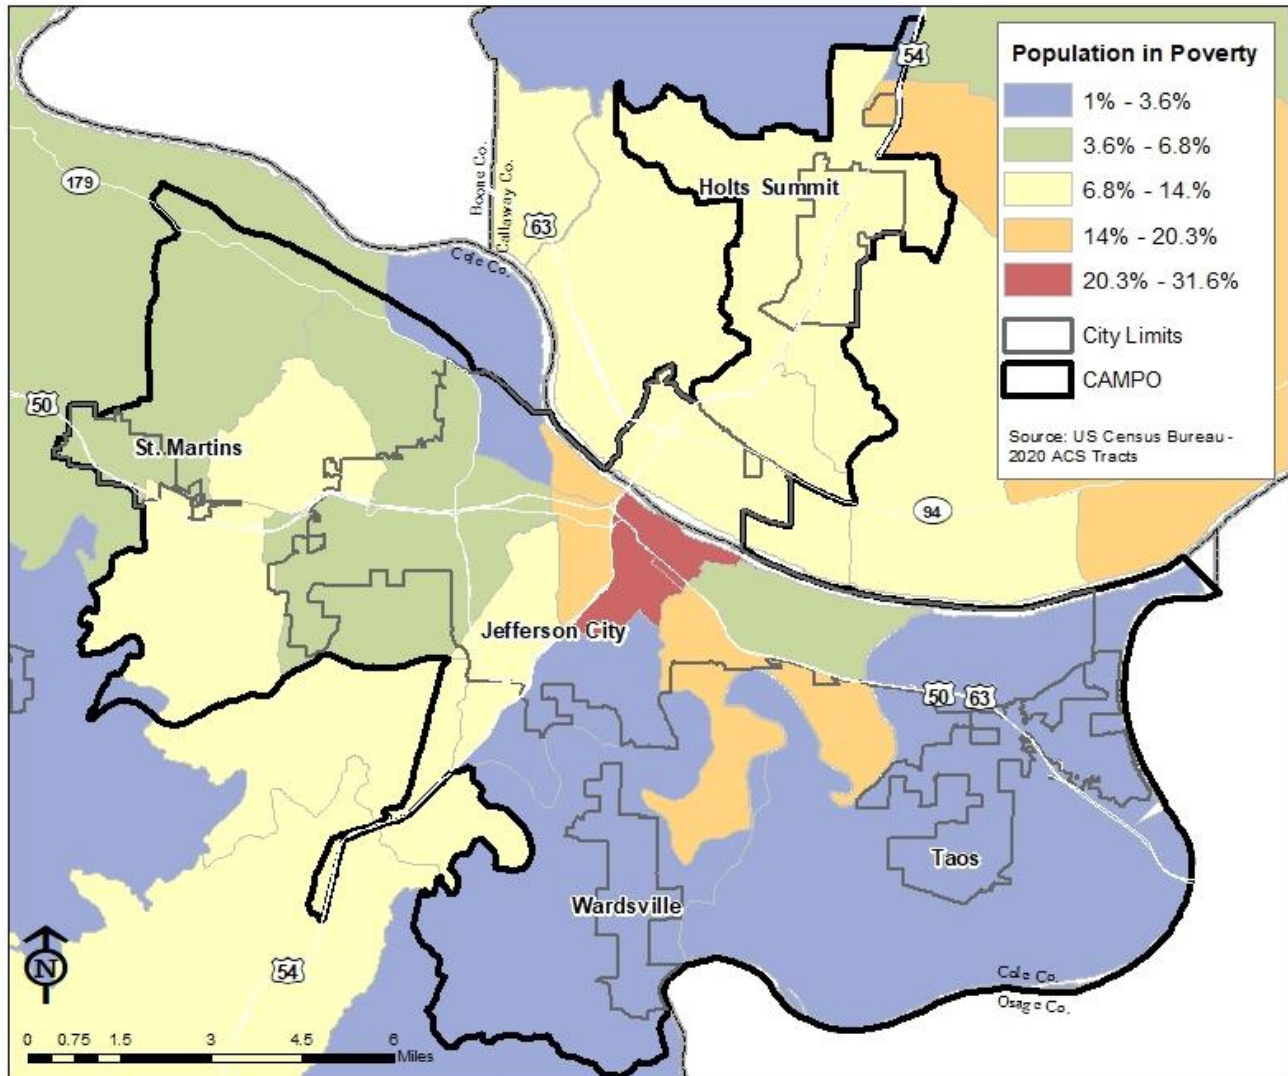 Population in Poverty
1% - 3.6%
3.6% - 6.8%
6.8% - 14.%
14% - 20.3%
20.3% - 31.6%
City Limits
CAMPO
Source: US Census Bureau -
2020 ACS Tracts
54
179
Boone Co.
Callaway Co.
Holts Summit
63
Cole Co.
50
St. Martins
94
Jefferson City
50
63
Taos
Wardsville
N
54
Cole Co.
Osage Co.
0 0.75 1.5 3 4.5 6
Miles